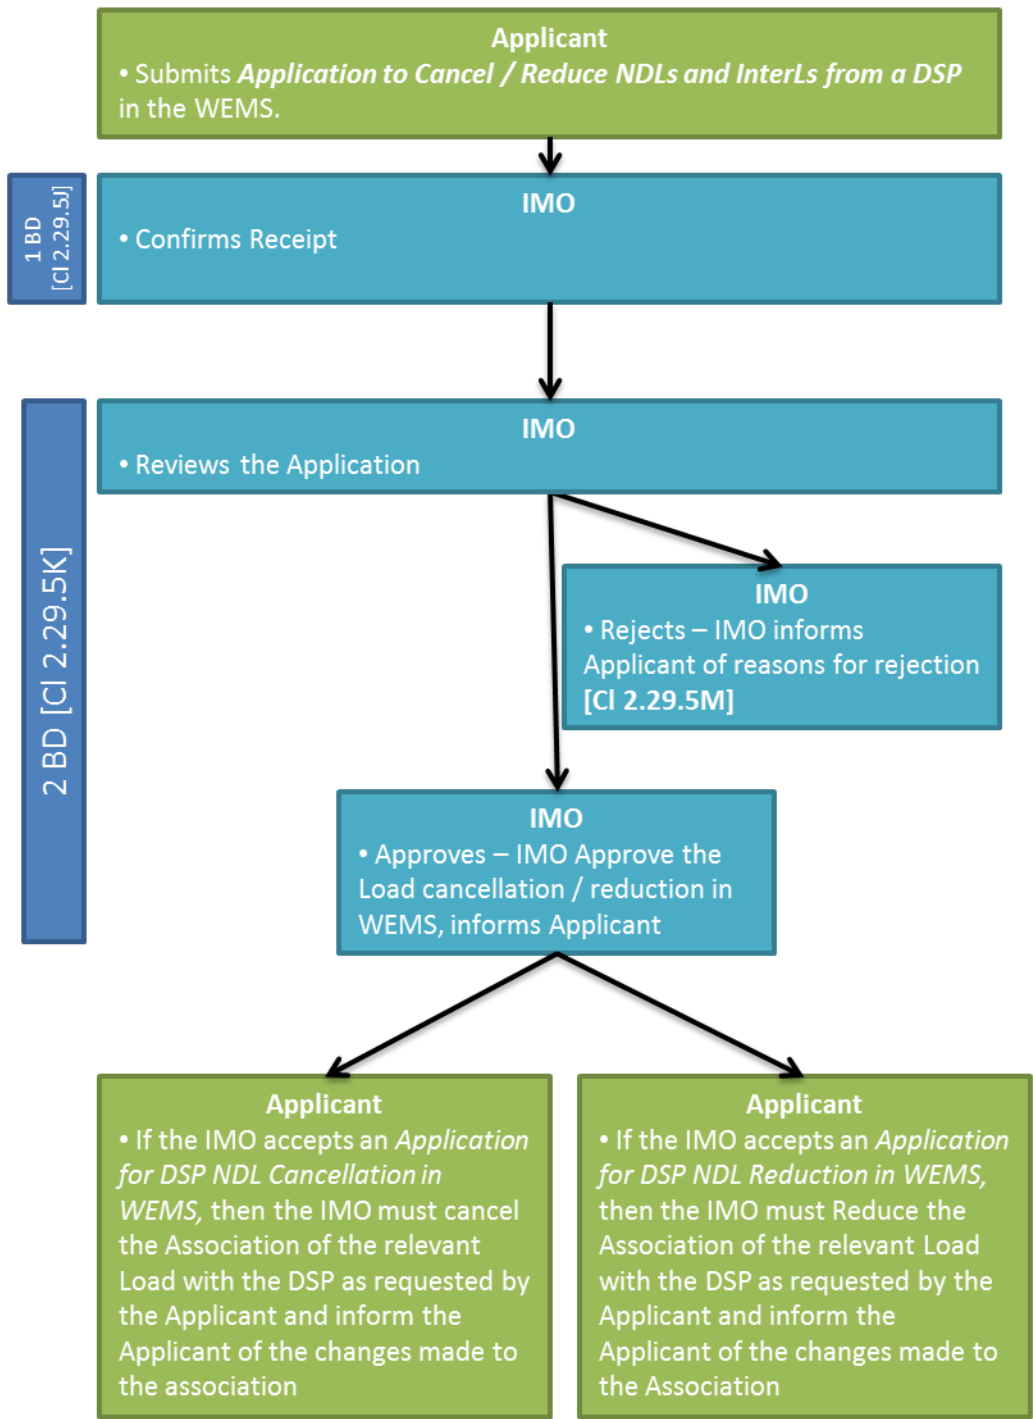 Applicant
• Submits Application to Cancel / Reduce NDLs and InterLs from a DSP
in the WEMS.
1 BD
[Cl 2.29.5J]
IMO
• Confirms Receipt
IMO
• Reviews the Application
2 BD [Cl 2.29.5K]
IMO
• Rejects – IMO informs
Applicant of reasons for rejection
[Cl 2.29.5M]
IMO
• Approves – IMO Approve the
Load cancellation / reduction in
WEMS, informs Applicant
Applicant
• If the IMO accepts an Application
for DSP NDL Cancellation in
WEMS, then the IMO must cancel
the Association of the relevant
Load with the DSP as requested by
the Applicant and inform the
Applicant of the changes made to
the association
Applicant
• If the IMO accepts an Application
for DSP NDL Reduction in WEMS,
then the IMO must Reduce the
Association of the relevant Load
with the DSP as requested by the
Applicant and inform the
Applicant of the changes made to
the Association